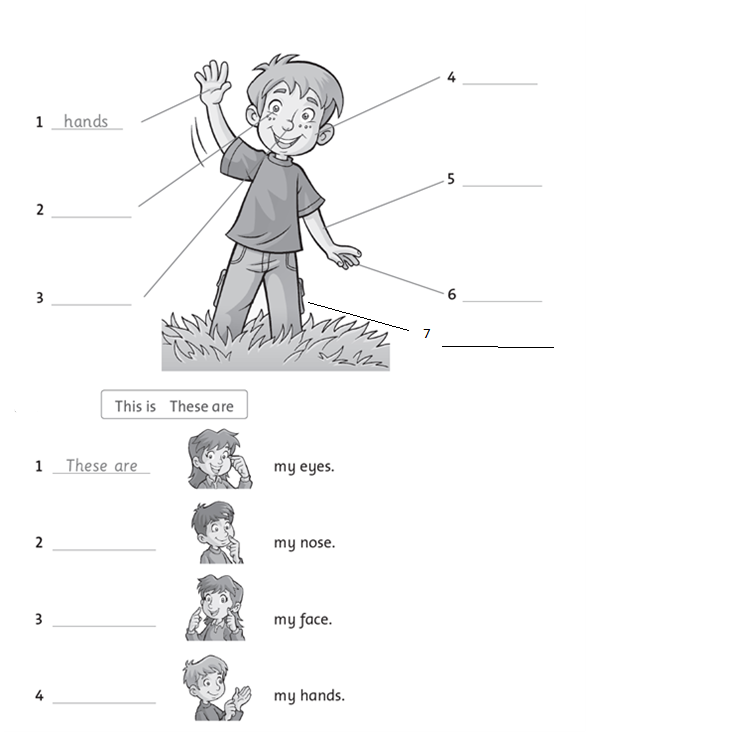 1 hands
2
3
4
5
6
7
This is These are
1 These are my eyes.
2 my nose.
3 my face.
4 my hands.